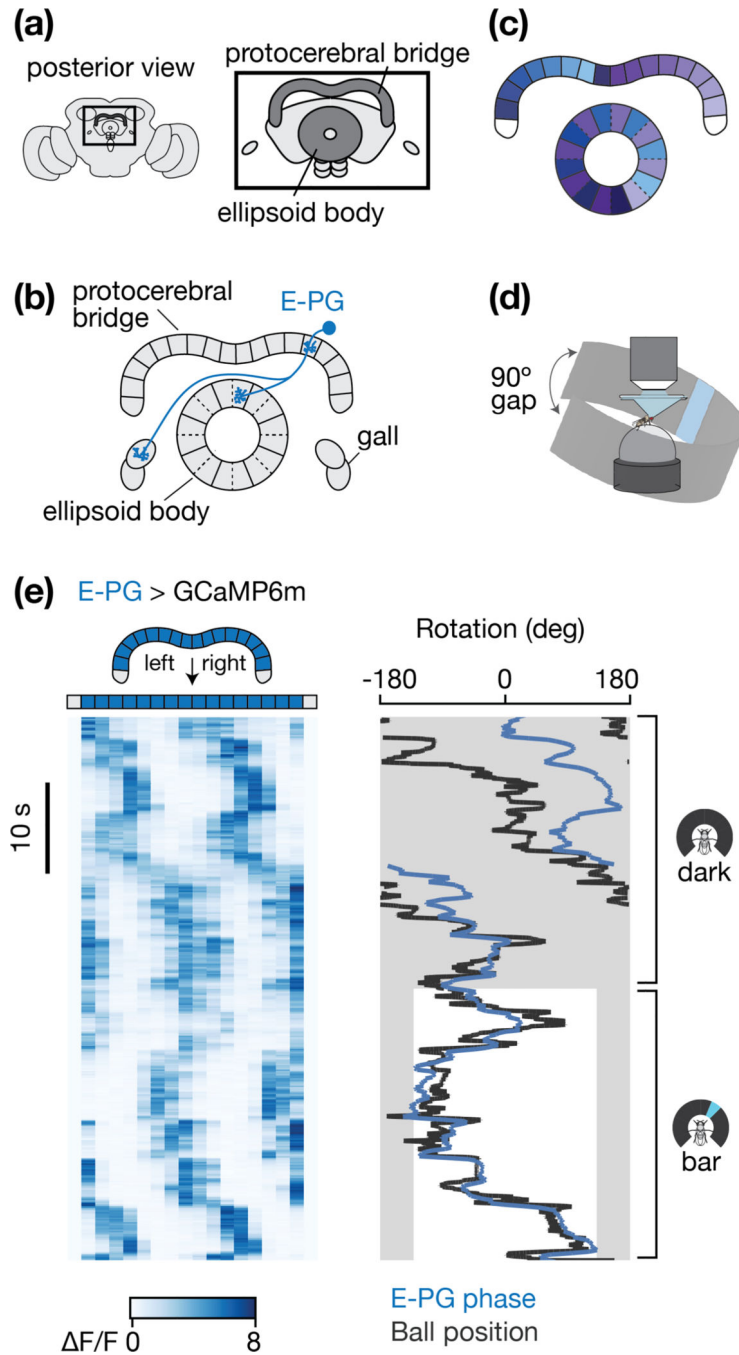 (a)
posterior view
protocerebral bridge
ellipsoid body
(c)
(b)
protocerebral
bridge
E-PG
gall
ellipsoid body
(d)
90º
gap
(e) E-PG > GCaMP6m
left right
10 s
ΔF/F 0 8
Rotation (deg)
-180 0 180
dark
bar
E-PG phase
Ball position